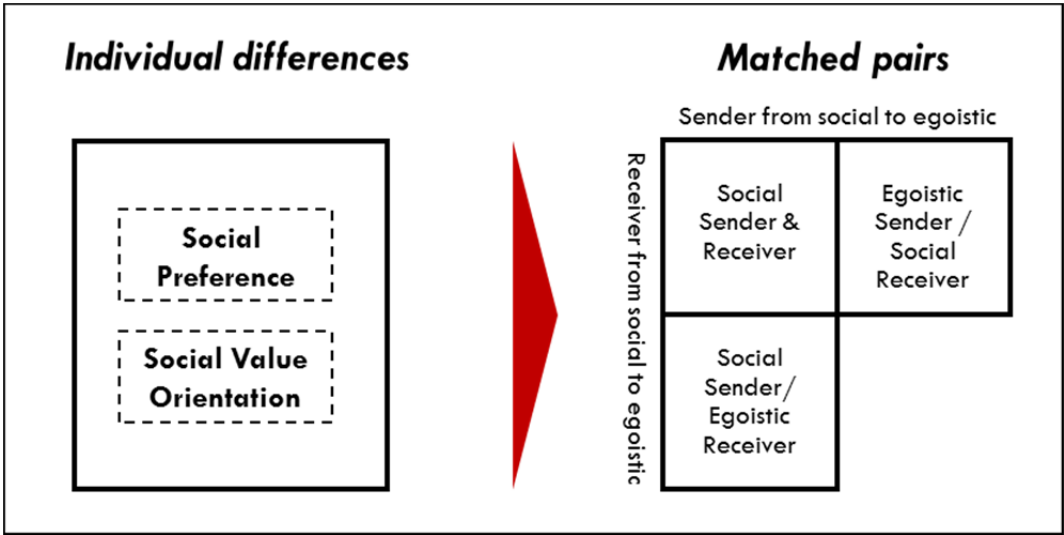 Individual differences
Matched pairs
Sender from social to egoistic
Receiver from social to egoistic
Social
Preference
Social Value
Orientation
Social
Sender &
Receiver
Egoistic
Sender /
Social
Receiver
Social
Sender/
Egoistic
Receiver